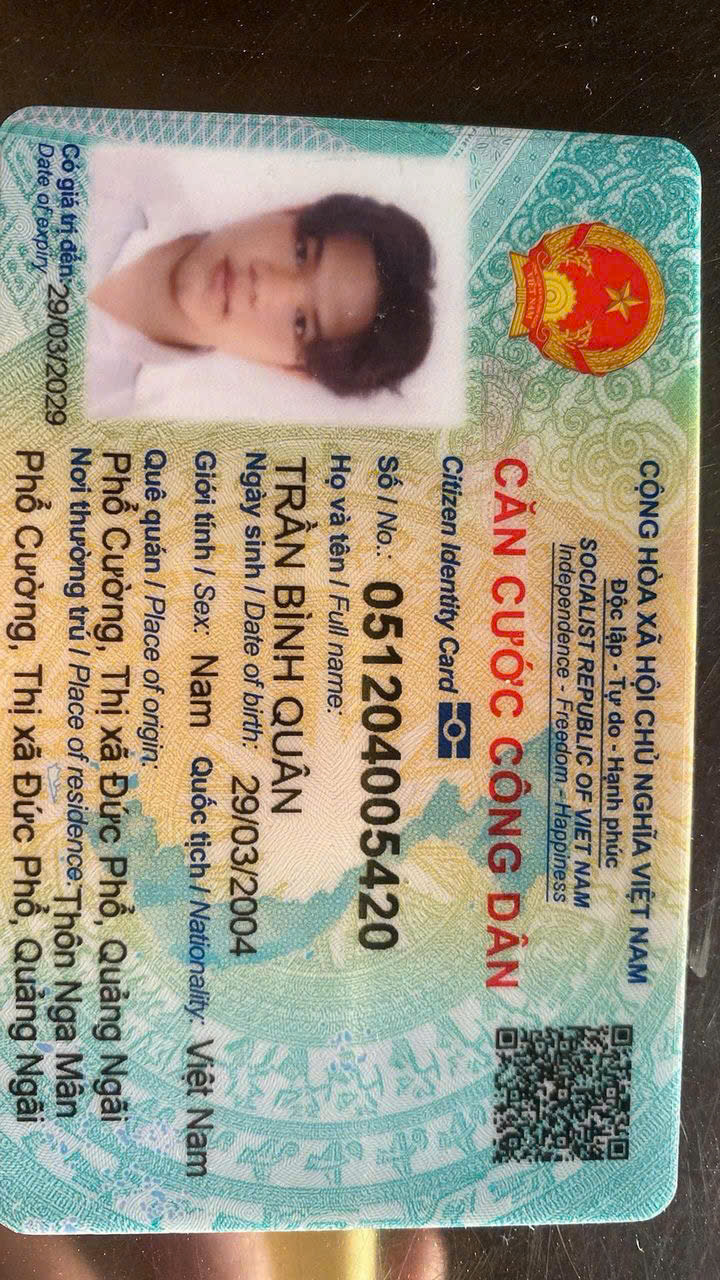 CỘNG HÒA XÃ HỘI CHỦ NGHĨA VIỆT NAM
Độc lập - Tự do - Hạnh phúc
SOCIALIST REPUBLIC OF VIET NAM
Independence - Freedom - Happiness
CĂN CƯỚC CÔNG DÂN
Citizen Identity Card
Số / No.: 051204005420
Họ và tên / Full name:
TRẦN BÌNH QUÂN
Ngày sinh / Date of birth: 29/03/2004
Giới tính / Sex: Nam Quốc tịch / Nationality: Việt Nam
Quê quán / Place of origin:
Phổ Cường, Thị xã Đức Phổ, Quảng Ngãi
Nơi thường trú / Place of residence: Thôn Nga Mân
Phổ Cường, Thị xã Đức Phổ, Quảng Ngãi
Có giá trị đến: 29/03/2029
Date of expiry
VIỆT NAM